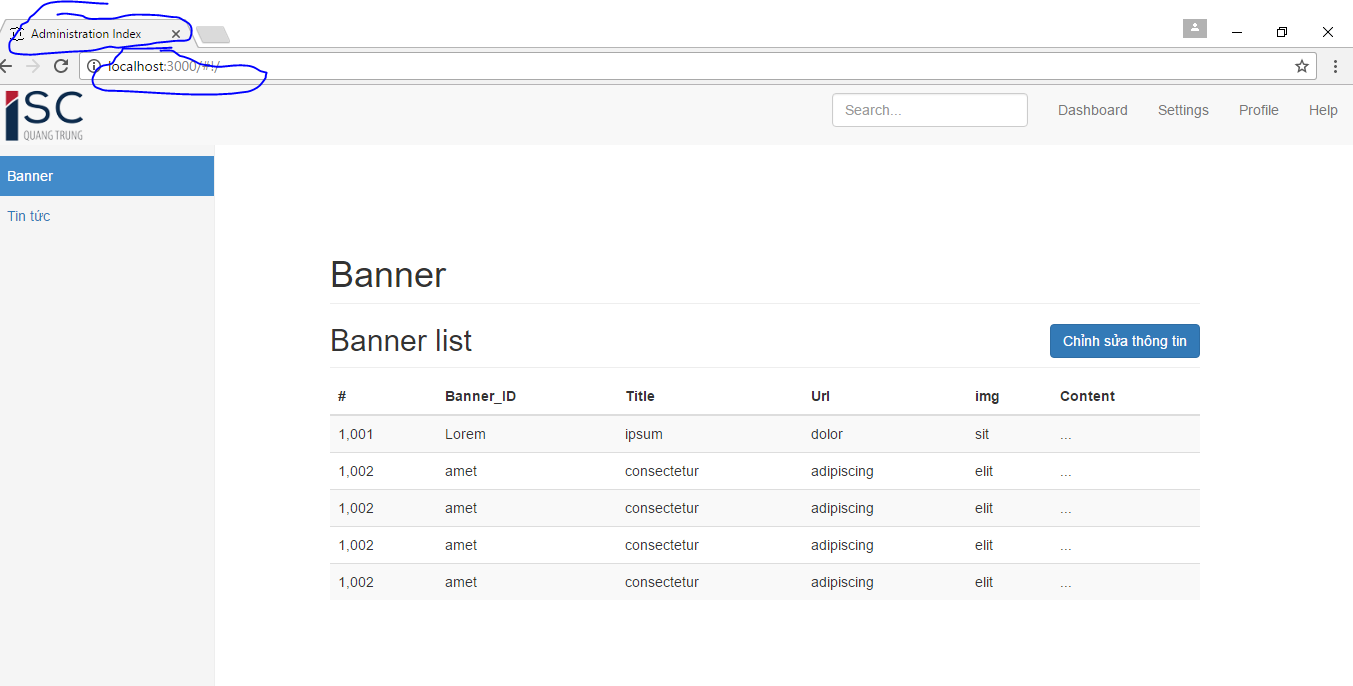 Administration Index
localhost:3000/#!/
ISC
QUANG TRUNG
Search...
Dashboard Settings Profile Help
Banner
Tin tức
Banner
Banner list
Chỉnh sửa thông tin
# Banner_ID Title Url img Content
1,001 Lorem ipsum dolor sit ...
1,002 amet consectetur adipiscing elit ...
1,002 amet consectetur adipiscing elit ...
1,002 amet consectetur adipiscing elit ...
1,002 amet consectetur adipiscing elit ...